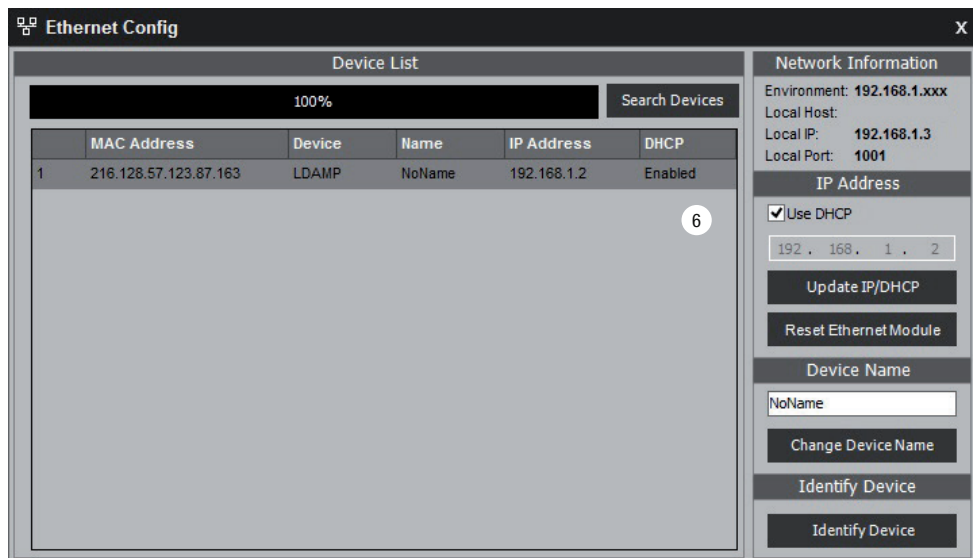 Ethernet Config X
Device List
100% Search Devices
MAC Address Device Name IP Address DHCP
1 216.128.57.123.87.163 LDAMP NoName 192.168.1.2 Enabled
6
Network Information
Environment: 192.168.1.xxx
Local Host:
Local IP: 192.168.1.3
Local Port: 1001
IP Address
Use DHCP
192 . 168 . 1 . 2
Update IP/DHCP
Reset Ethernet Module
Device Name
NoName
Change Device Name
Identify Device
Identify Device